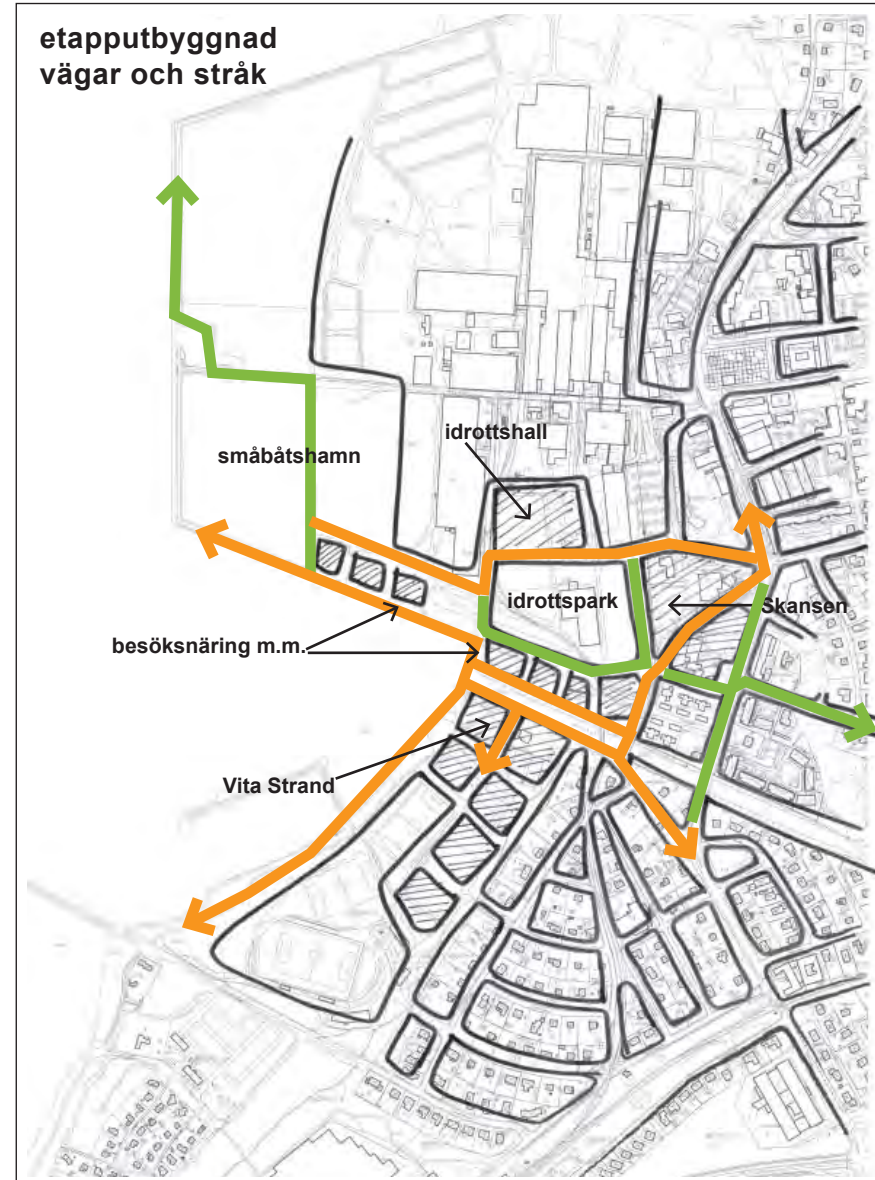 etapputbyggnad
vägar och stråk
idrottshall
småbåtshamn
idrottspark
Skansen
besöksnäring m.m.
Vita Strand